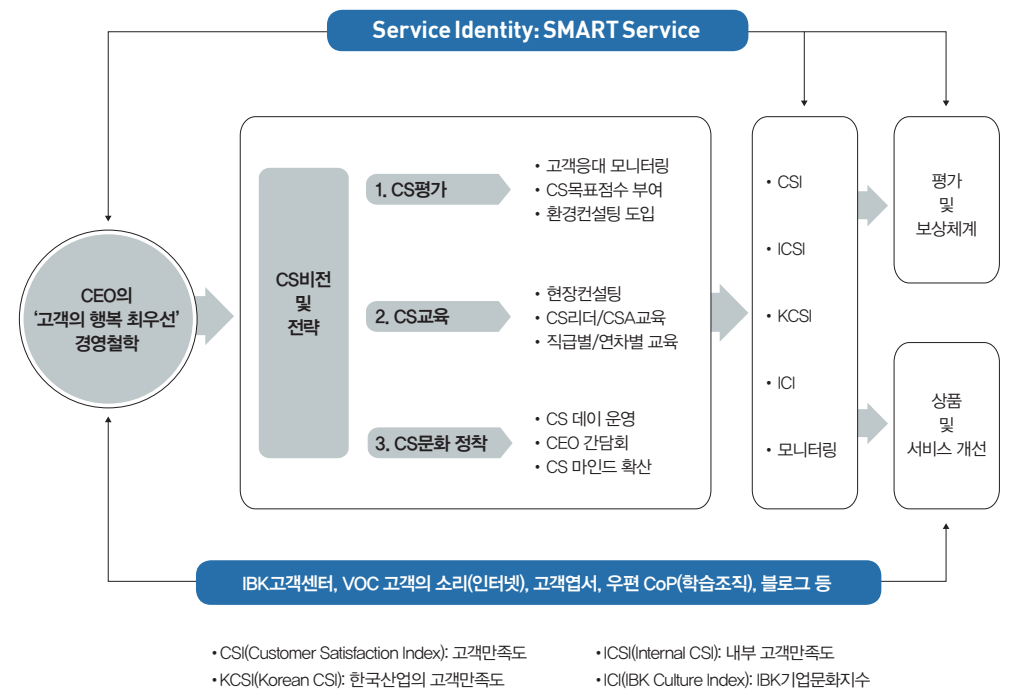 Service Identity: SMART Service
CEO의
‘고객의 행복 최우선’
경영철학
CS비전
및
전략
1. CS평가
• 고객응대 모니터링
• CS목표점수 부여
• 환경컨설팅 도입
2. CS교육
• 현장컨설팅
• CS리더/CSA교육
• 직급별/연차별 교육
3. CS문화 정착
• CS 데이 운영
• CEO 간담회
• CS 마인드 확산
• CSI
• ICSI
• KCSI
• ICI
• 모니터링
평가
및
보상체계
상품
및
서비스 개선
IBK고객센터, VOC 고객의 소리(인터넷), 고객엽서, 우편 CoP(학습조직), 블로그 등
• CSI(Customer Satisfaction Index): 고객만족도
• ICSI(Internal CSI): 내부 고객만족도
• KCSI(Korean CSI): 한국산업의 고객만족도
• ICI(IBK Culture Index): IBK기업문화지수